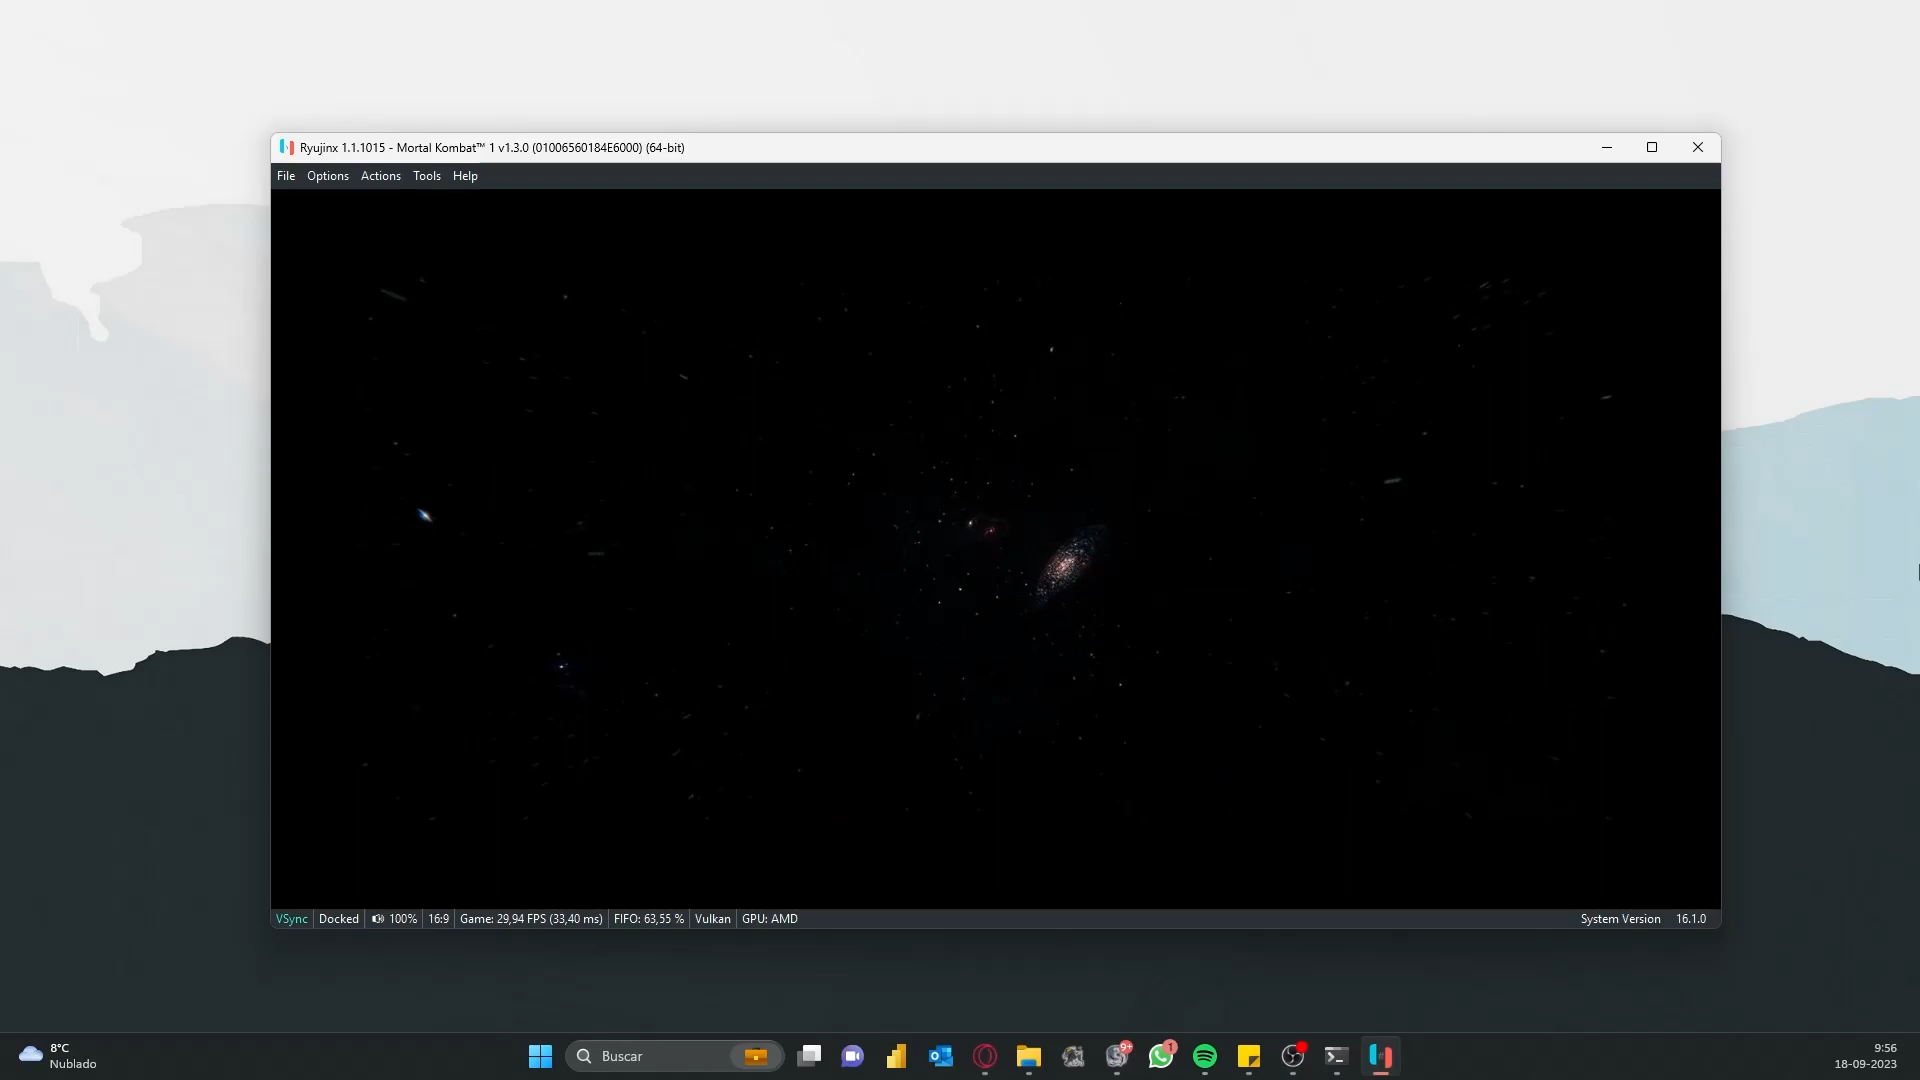 Ryujinx 1.1.1015 - Mortal Kombat™ 1 v1.3.0 (01006560184E6000) (64-bit)
File Options Actions Tools Help
VSync Docked 100% 16:9 Game: 29,94 FPS (33,40 ms) FIFO: 63,55 % Vulkan GPU: AMD System Version 16.1.0
8°C
Nublado
Buscar
9+
1
9:56
18-09-2023